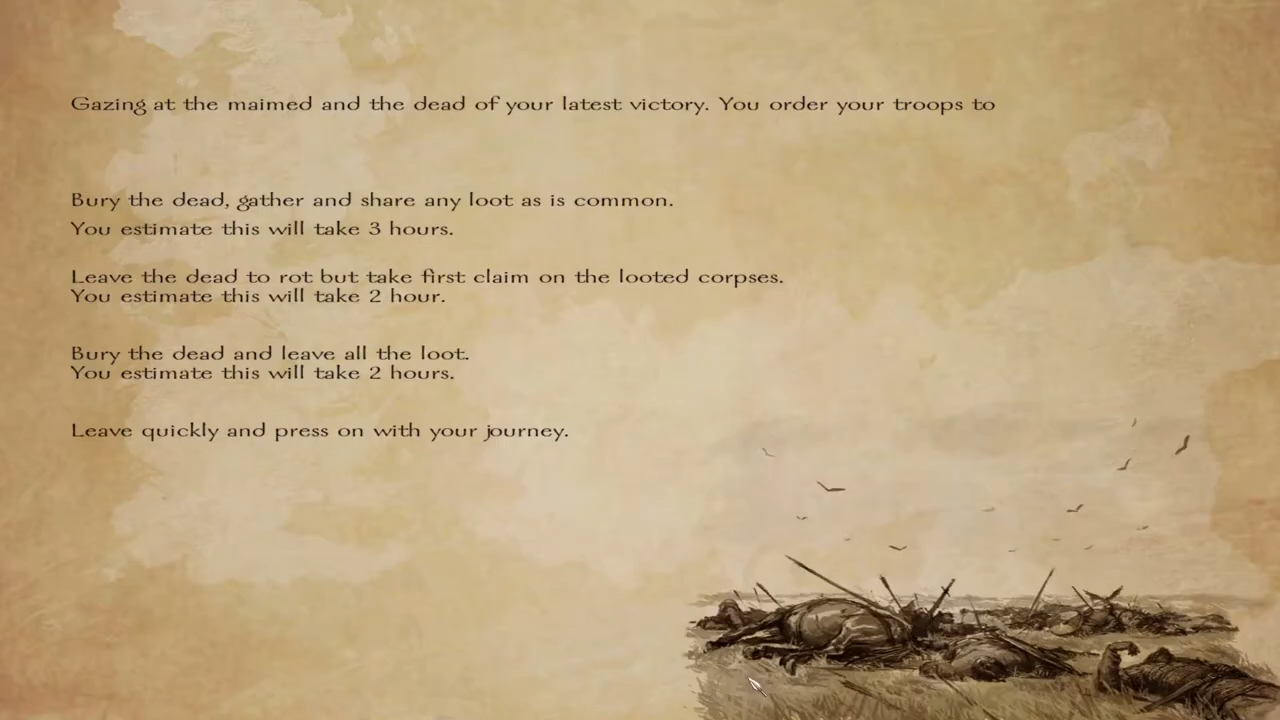 Gazing at the maimed and the dead of your latest victory. You order your troops to
Bury the dead, gather and share any loot as is common.
You estimate this will take 3 hours.
Leave the dead to rot but take first claim on the looted corpses.
You estimate this will take 2 hour.
Bury the dead and leave all the loot.
You estimate this will take 2 hours.
Leave quickly and press on with your journey.